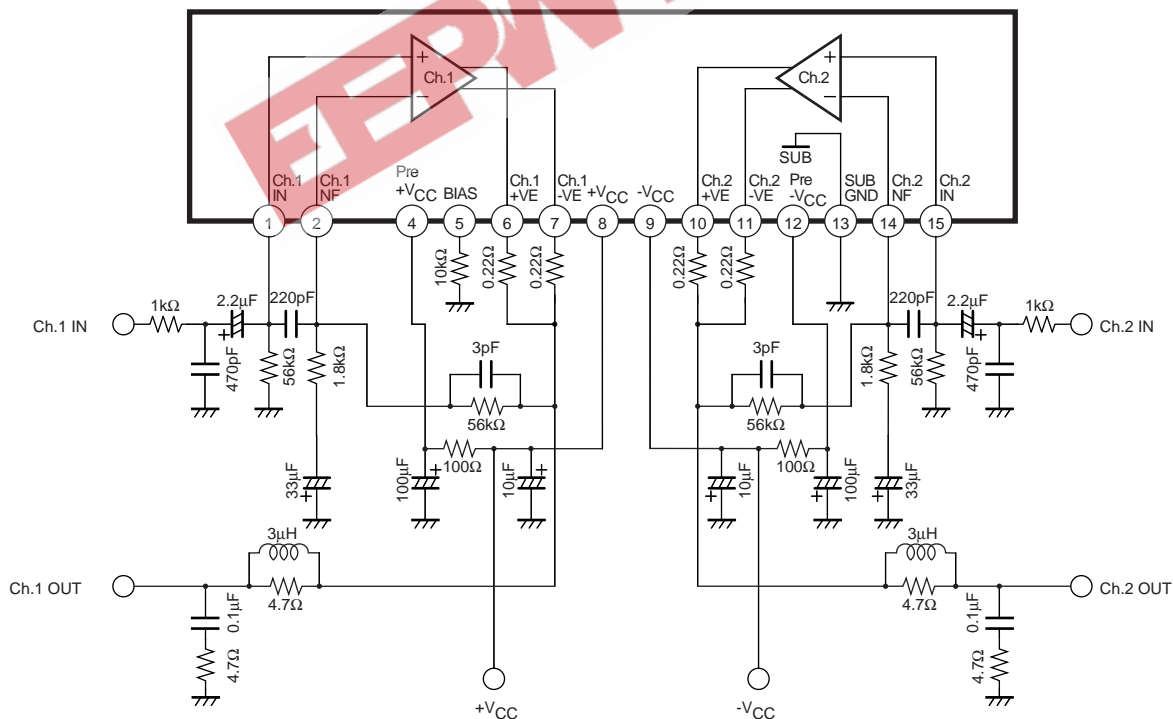 EEPW
+
Ch.1
−
+
Ch.2
−
SUB
Ch.1 IN
Ch.1 NF
Pre +VCC
BIAS
Ch.1 +VE
Ch.1 -VE
+VCC
-VCC
Ch.2 +VE
Ch.2 -VE
Pre -VCC
SUB GND
Ch.2 NF
Ch.2 IN
1
2
4
5
6
7
8
9
10
11
12
13
14
15
10kΩ
0.22Ω
0.22Ω
0.22Ω
0.22Ω
1kΩ
2.2μF
220pF
220pF
2.2μF
1kΩ
Ch.1 IN
+
+
Ch.2 IN
470pF
56kΩ
1.8kΩ
3pF
3pF
1.8kΩ
56kΩ
470pF
56kΩ
56kΩ
33μF
+
100μF
+
100Ω
10μF
+
10μF
+
100Ω
100μF
+
33μF
+
3μH
3μH
Ch.1 OUT
4.7Ω
4.7Ω
Ch.2 OUT
0.1μF
0.1μF
4.7Ω
4.7Ω
+VCC
-VCC